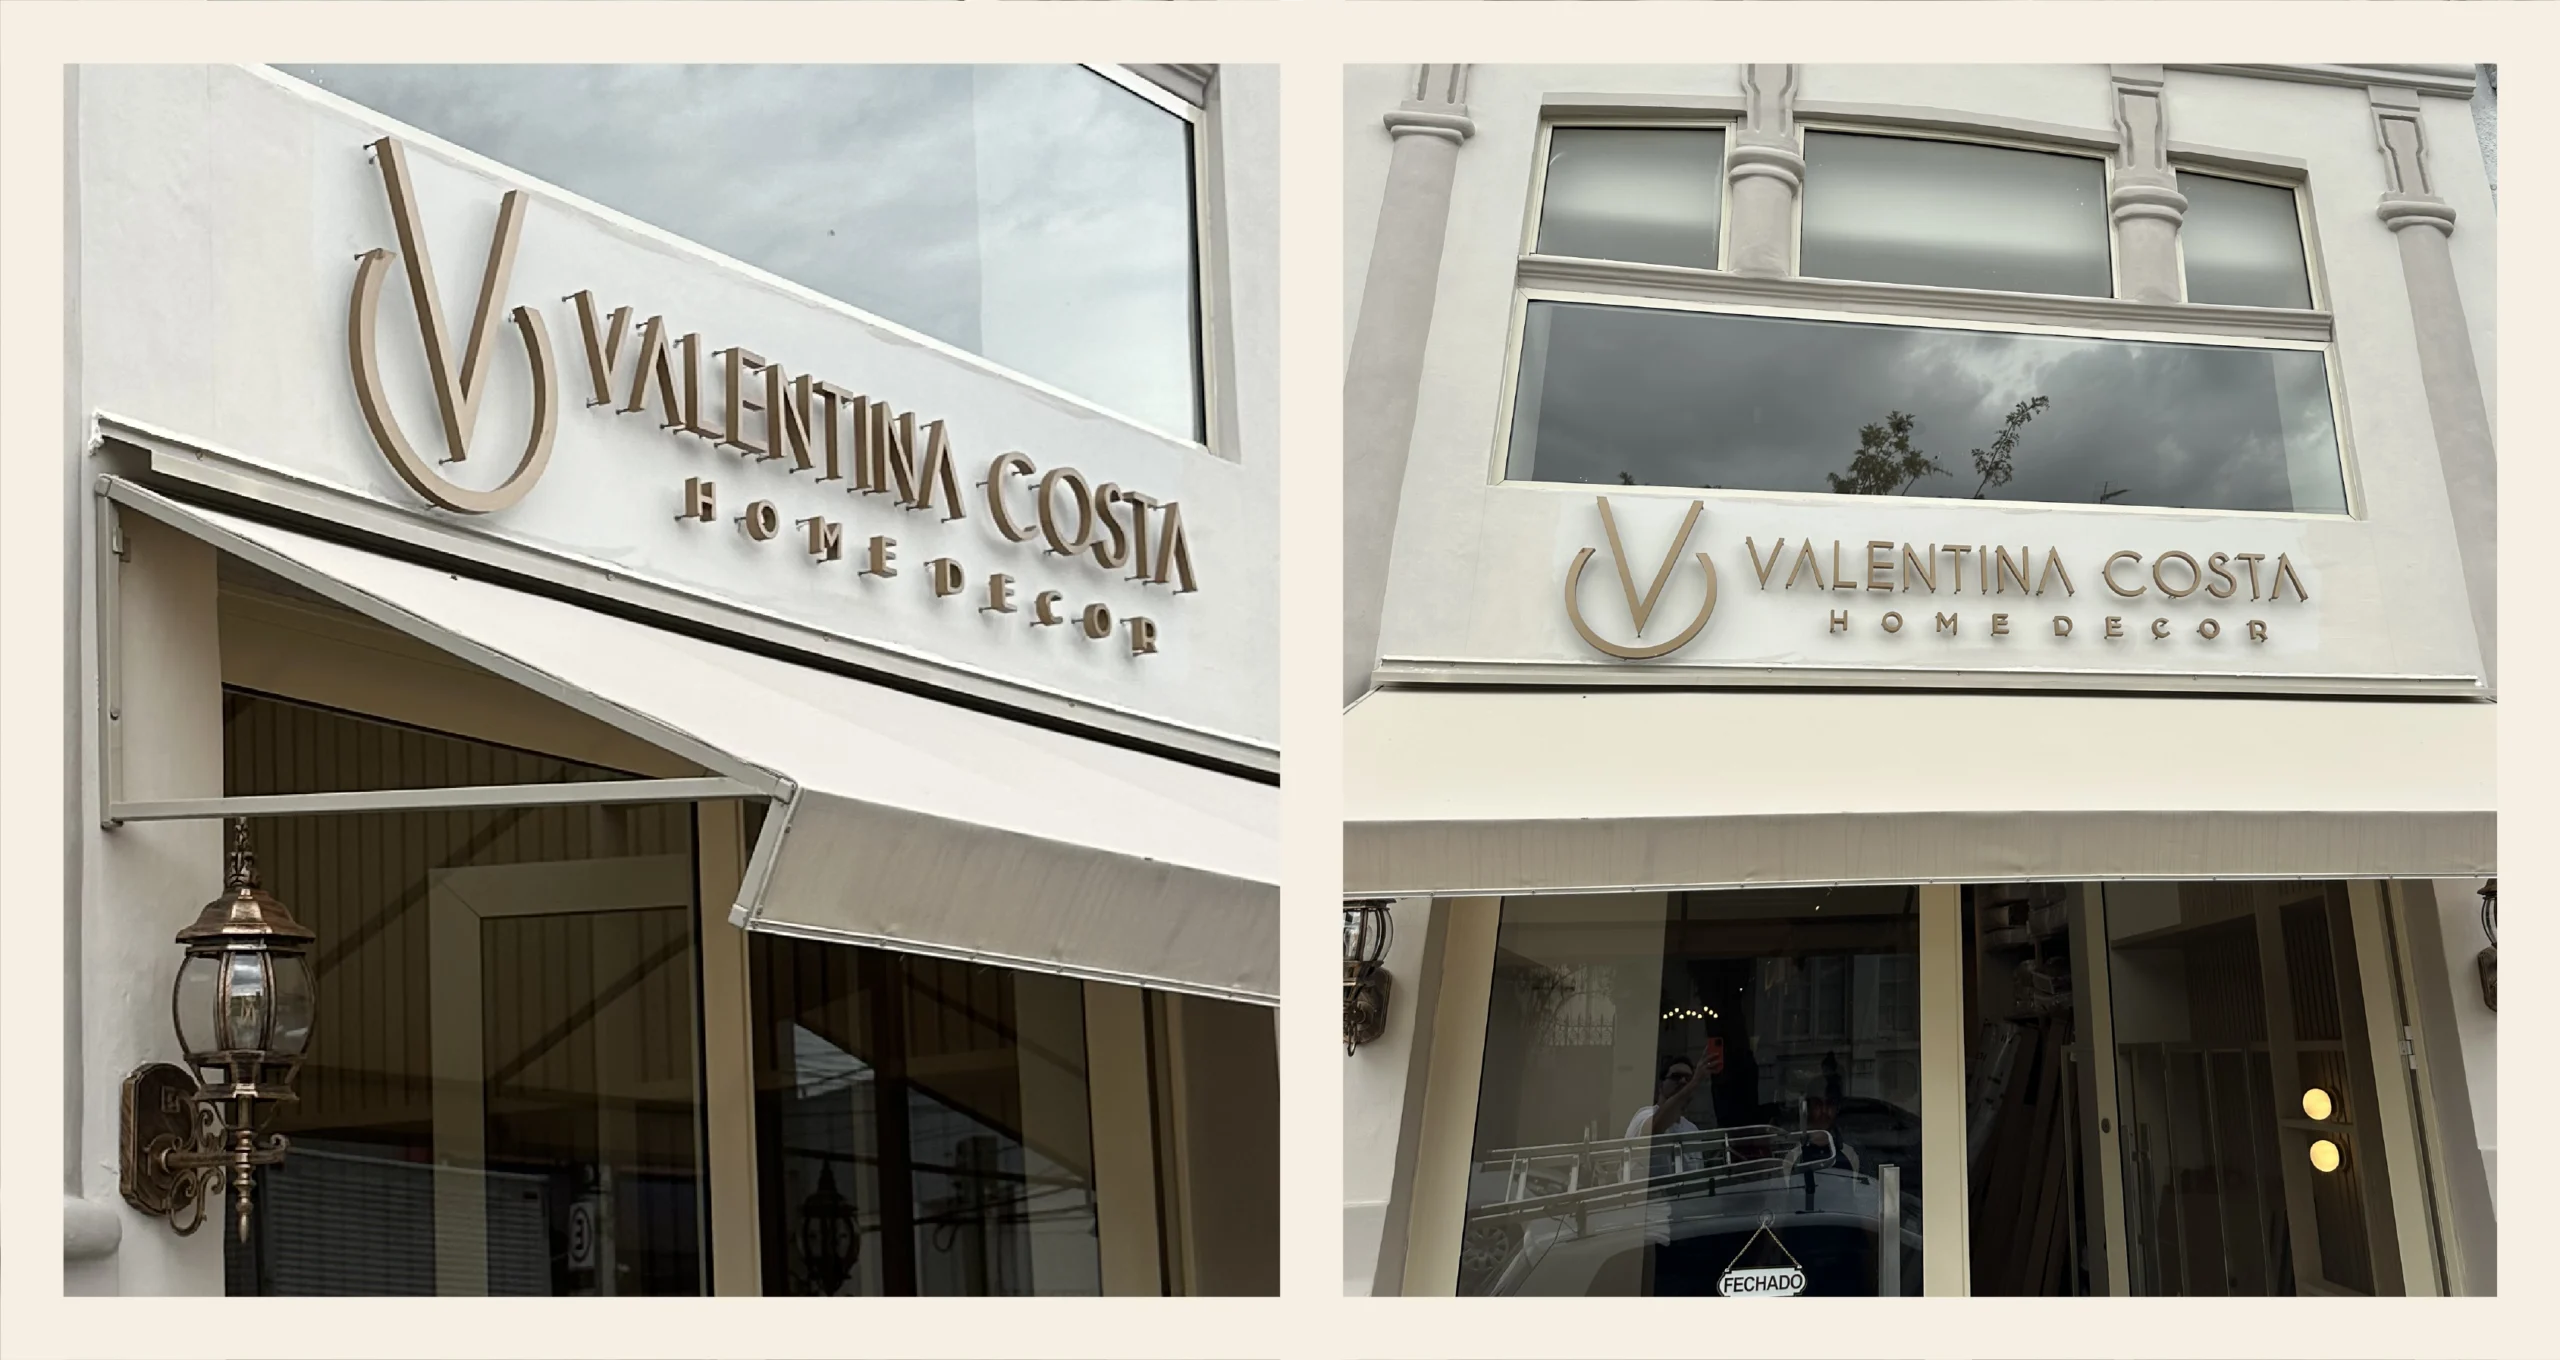 V
VALENTINA COSTA
HOME DECOR
V
VALENTINA COSTA
HOME DECOR
FECHADO